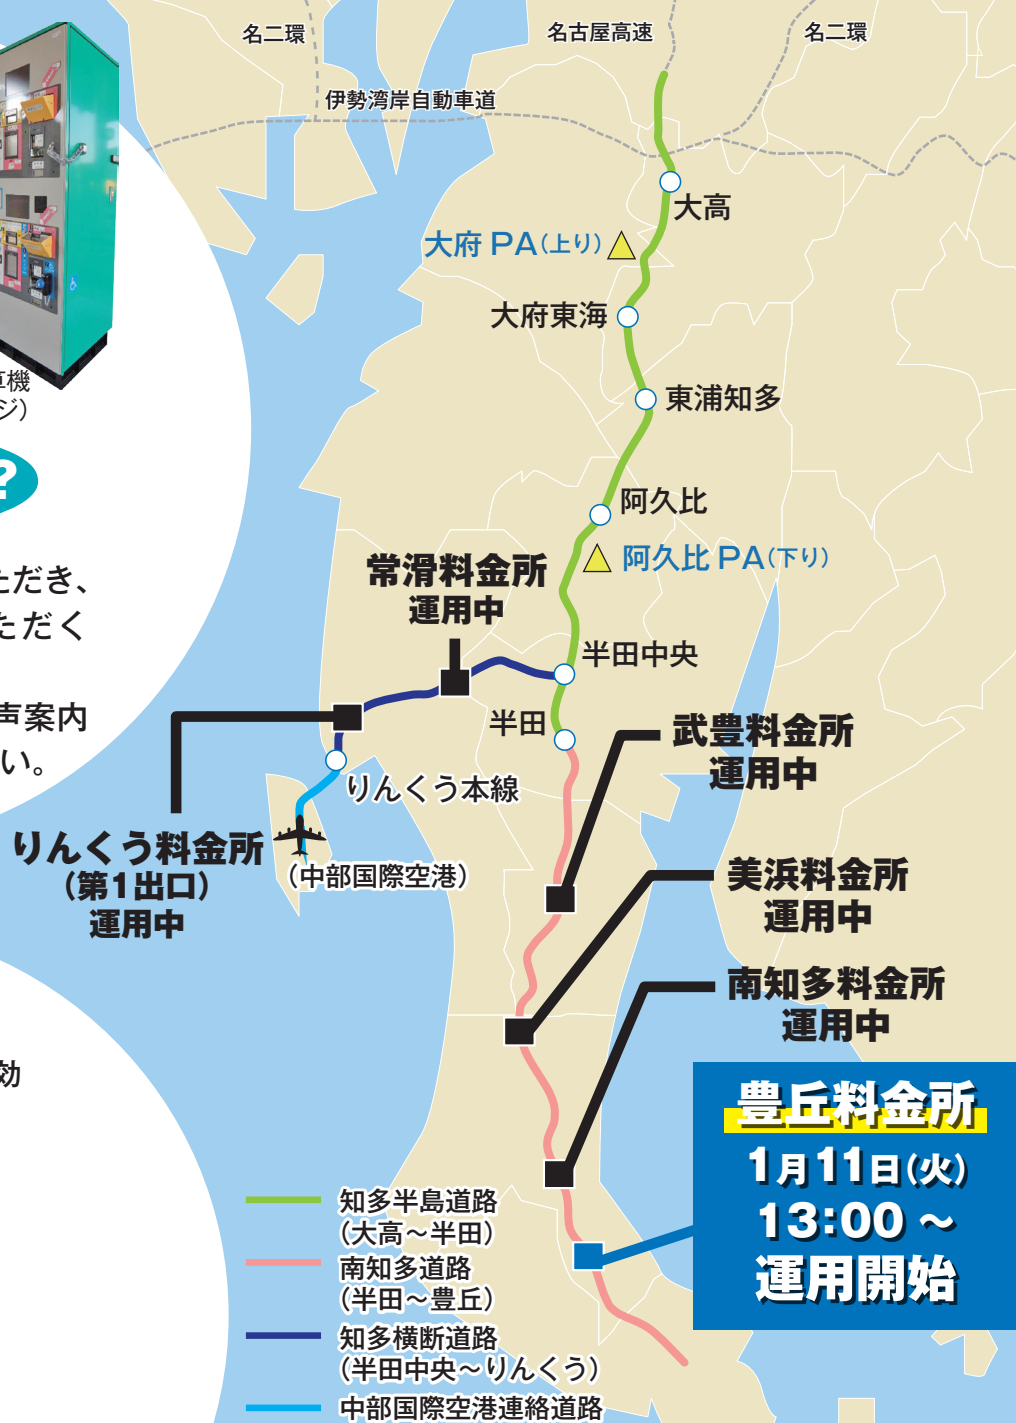 名二環
名古屋高速
名二環
伊勢湾岸自動車道
大高
大府PA(上り)
大府東海
機
ジ)
東浦知多
?
阿久比
阿久比PA(下り)
常滑料金所
運用中
ただき、
ただく
半田中央
声案内
い。
半田
武豊料金所
運用中
りんくう本線
りんくう料金所
(第1出口)
運用中
(中部国際空港)
美浜料金所
運用中
南知多料金所
運用中
効
豊丘料金所
1月11日(火)
13:00 ~
運用開始
知多半島道路
(大高〜半田)
南知多道路
(半田〜豊丘)
知多横断道路
(半田中央〜りんくう)
中部国際空港連絡道路